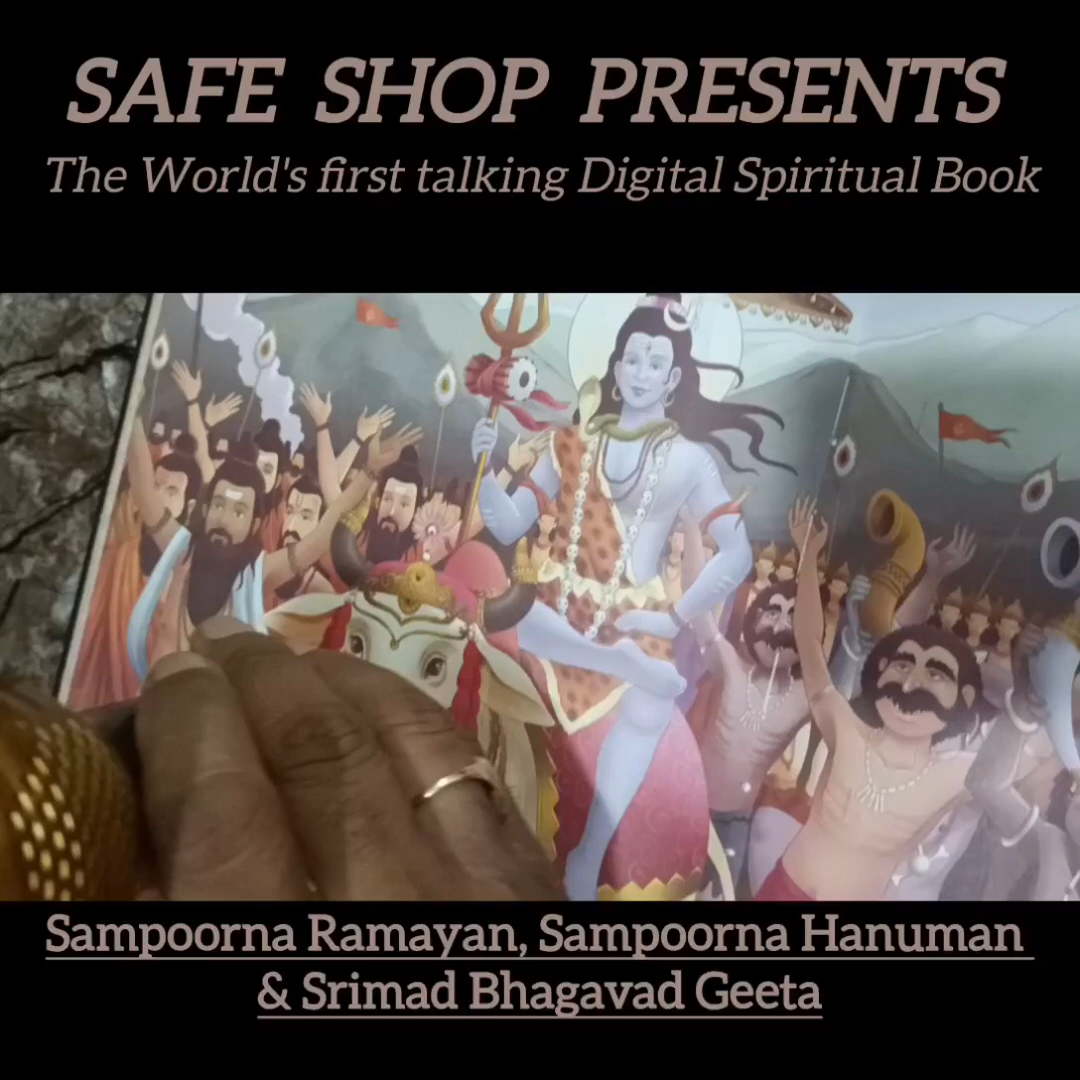 SAFE SHOP PRESENTS
The World's first talking Digital Spiritual Book
Sampoorna Ramayan, Sampoorna Hanuman
& Srimad Bhagavad Geeta